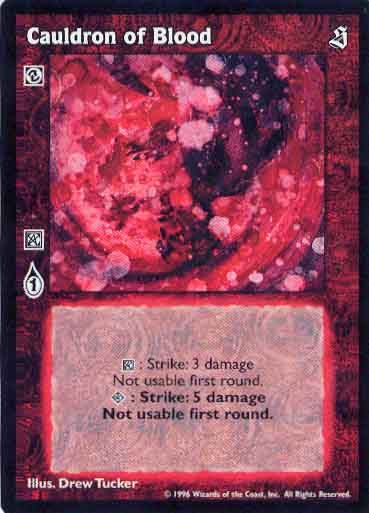 Cauldron of Blood
1
: Strike: 3 damage
Not usable first round.
: Strike: 5 damage
Not usable first round.
Illus. Drew Tucker
© 1996 Wizards of the Coast, Inc. All Rights Reserved.